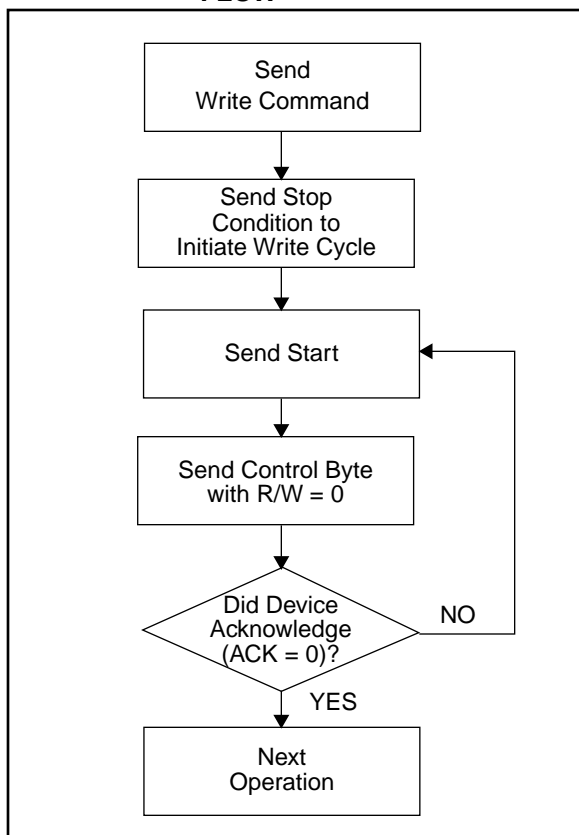 Send
Write Command
Send Stop
Condition to
Initiate Write Cycle
Send Start
Send Control Byte
with R/W = 0
Did Device
Acknowledge
(ACK = 0)?
NO
YES
Next
Operation